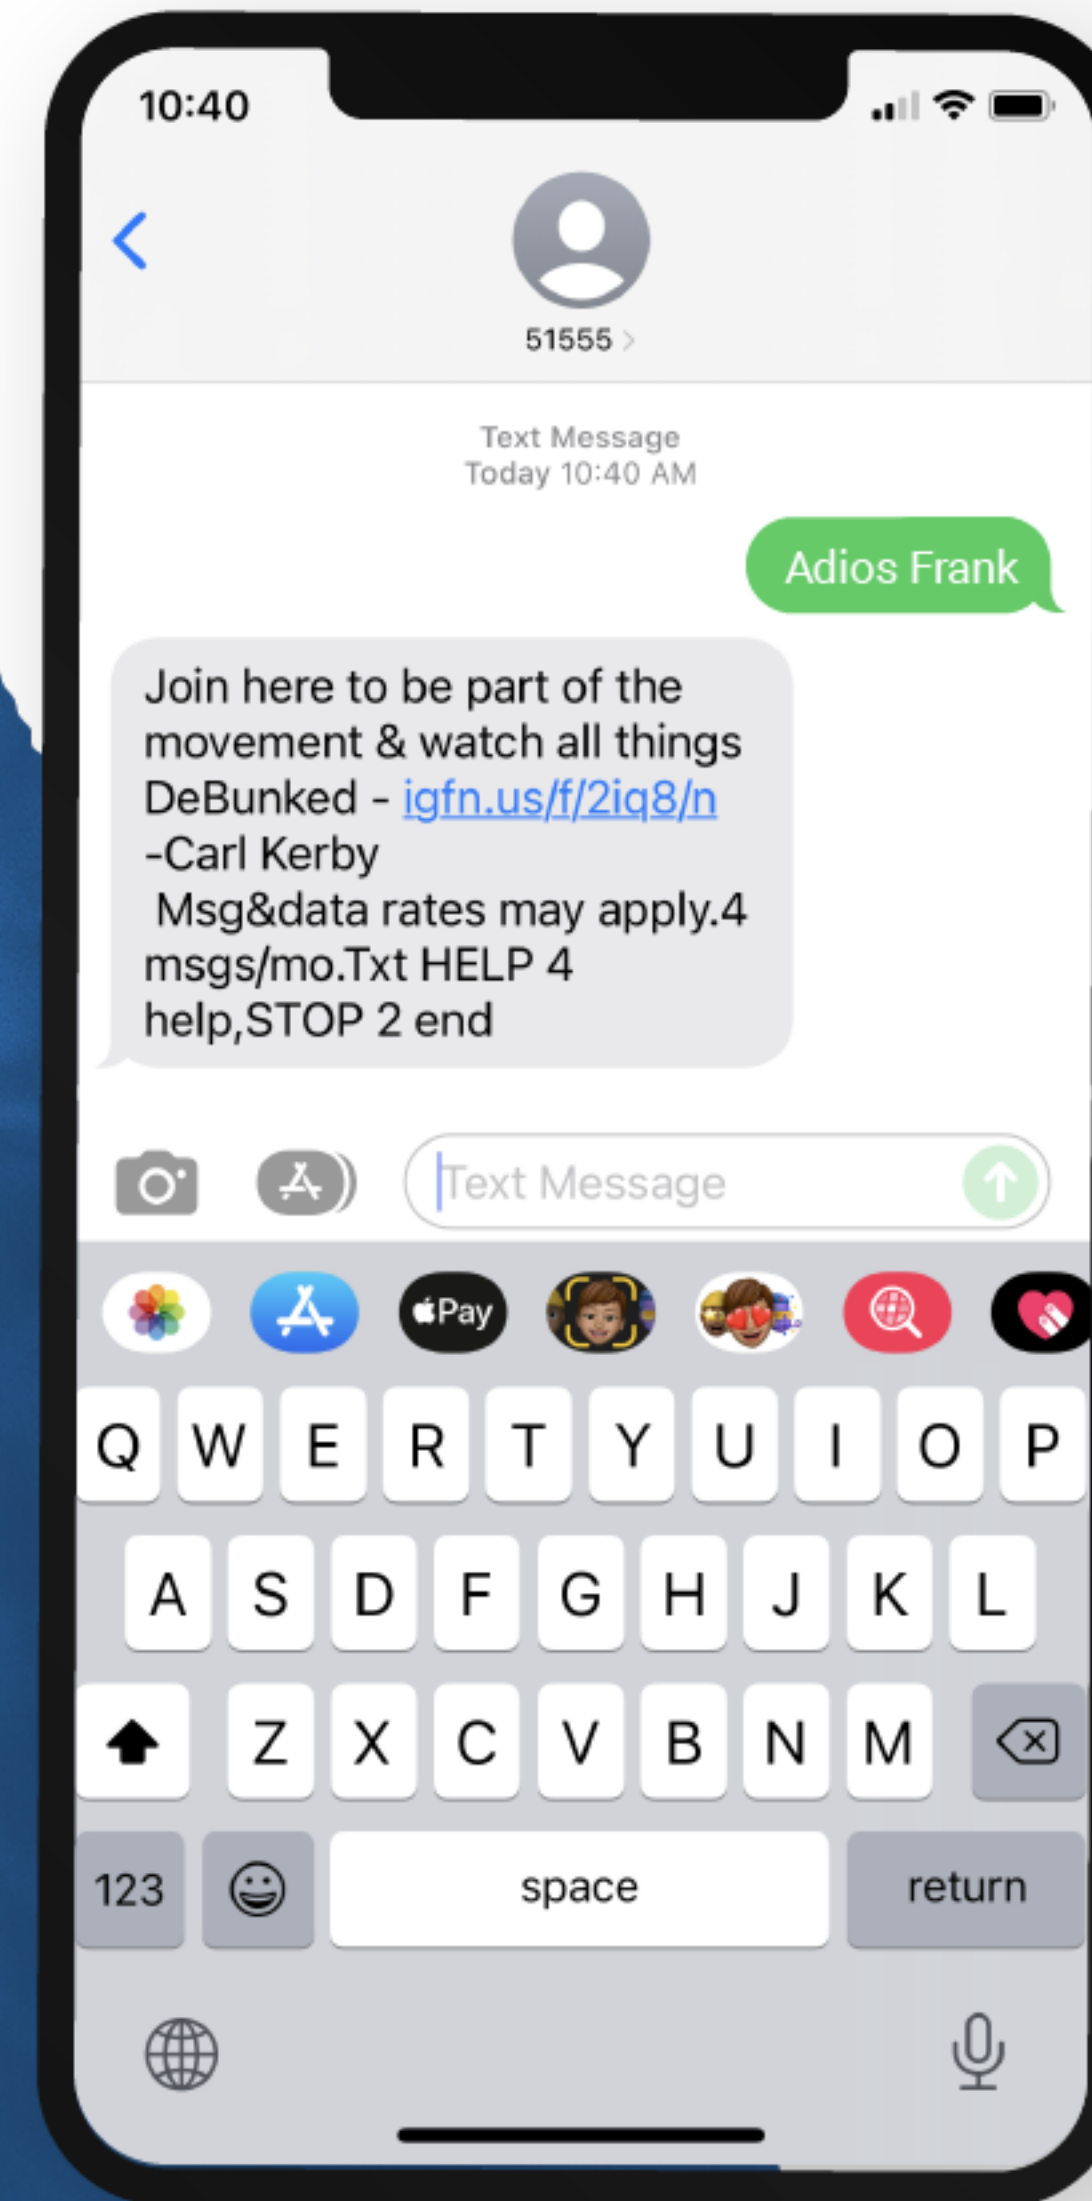 10:40
51555
Text Message
Today 10:40 AM
Adios Frank
Join here to be part of the
movement & watch all things
DeBunked - igfn.us/f/2iq8/n
-Carl Kerby
Msg&data rates may apply.4
msgs/mo.Txt HELP 4
help,STOP 2 end
Text Message
Pay
Q W E R T Y U I O P
A S D F G H J K L
Z X C V B N M
123 space return